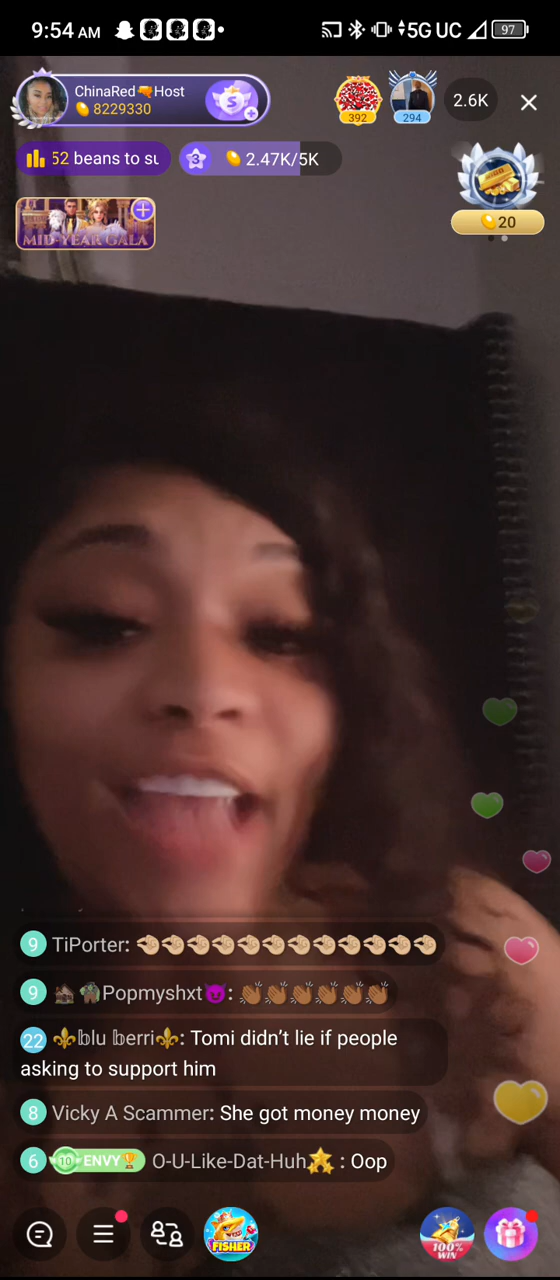 9:54 AM
5G UC
97
ChinaRed🔫Host
8229330
S
392
294
2.6K
52 beans to su
3
2.47K/5K
20
MID-YEAR GALA
9 TiPorter: 🤏🏼🤏🏼🤏🏼🤏🏼🤏🏼🤏🏼🤏🏼🤏🏼🤏🏼🤏🏼🤏🏼🤏🏼
9 🏚️🧌Popmyshxt😈: 👏🏾👏🏾👏🏾👏🏾👏🏾👏🏾
22 ⚜️𝕓lu 𝕓erri⚜️: Tomi didn’t lie if people
asking to support him
8 Vicky A Scammer: She got money money
6 10 ENVY🏆 O-U-Like-Dat-Huh🌟 : Oop
FISHER
100%
WIN